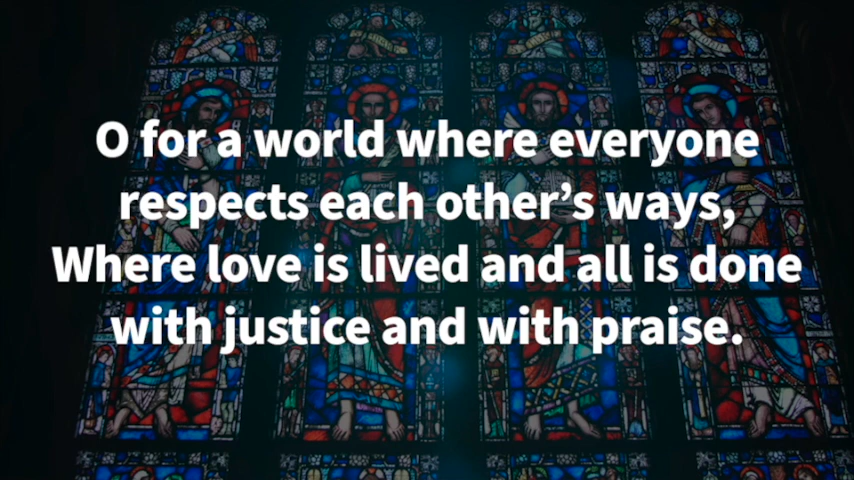 O for a world where everyone
respects each other’s ways,
Where love is lived and all is done
with justice and with praise.